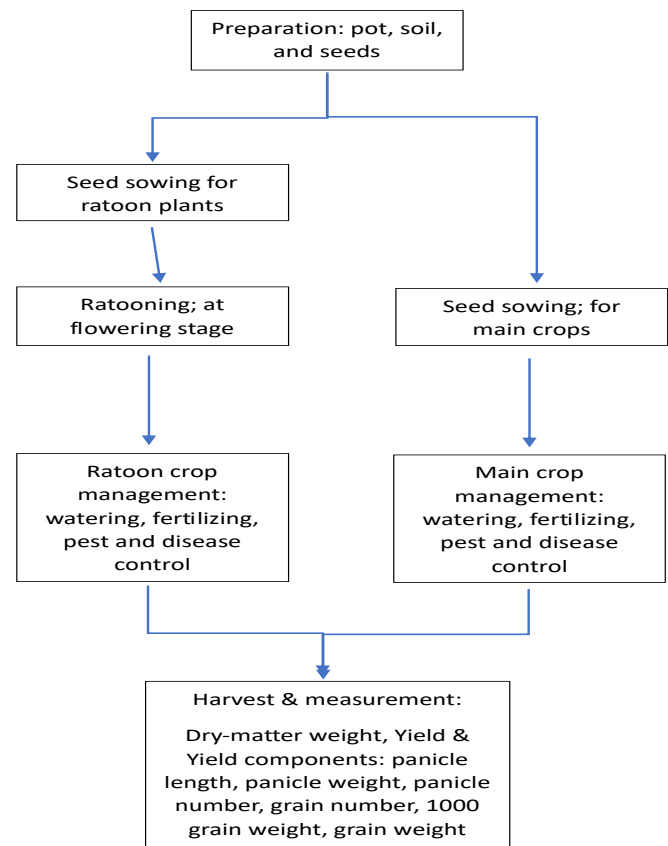 Preparation: pot, soil,
and seeds
Seed sowing for
ratoon plants
Ratooning; at
flowering stage
Seed sowing; for
main crops
Ratoon crop
management:
watering, fertilizing,
pest and disease
control
Main crop
management:
watering, fertilizing,
pest and disease
control
Harvest & measurement:
Dry-matter weight, Yield &
Yield components: panicle
length, panicle weight, panicle
number, grain number, 1000
grain weight, grain weight